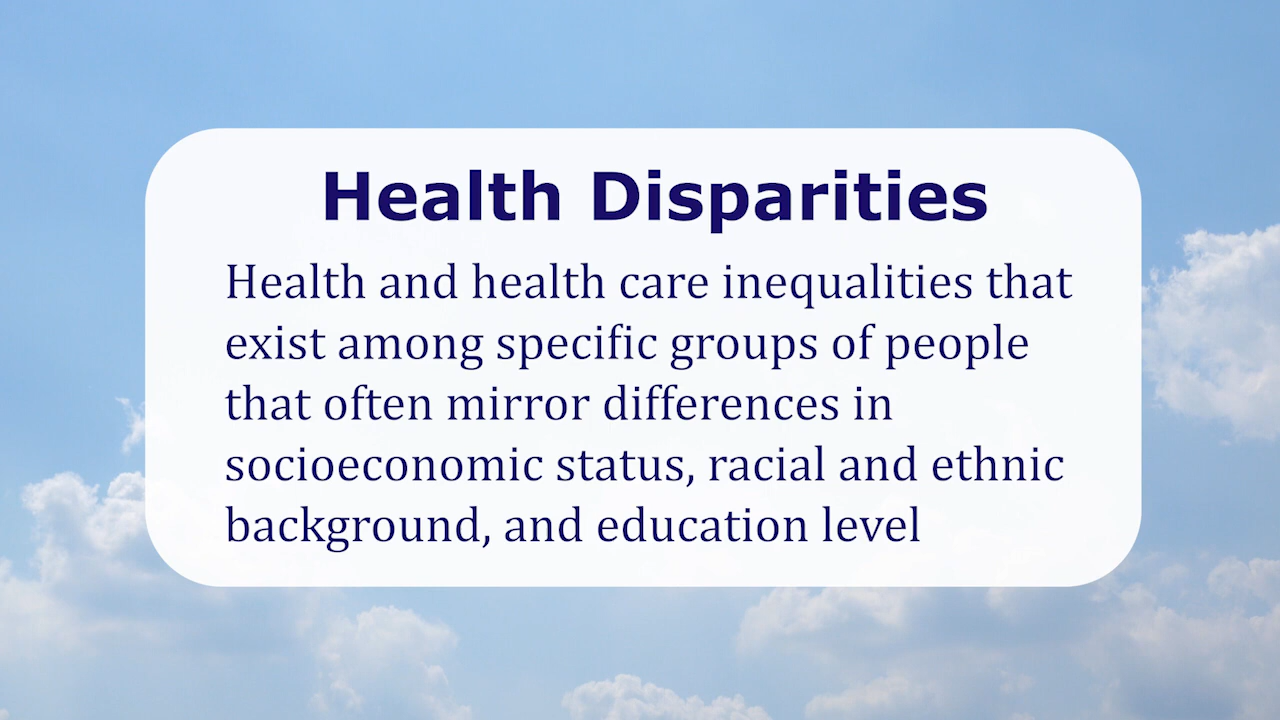 Health Disparities
Health and health care inequalities that
exist among specific groups of people
that often mirror differences in
socioeconomic status, racial and ethnic
background, and education level